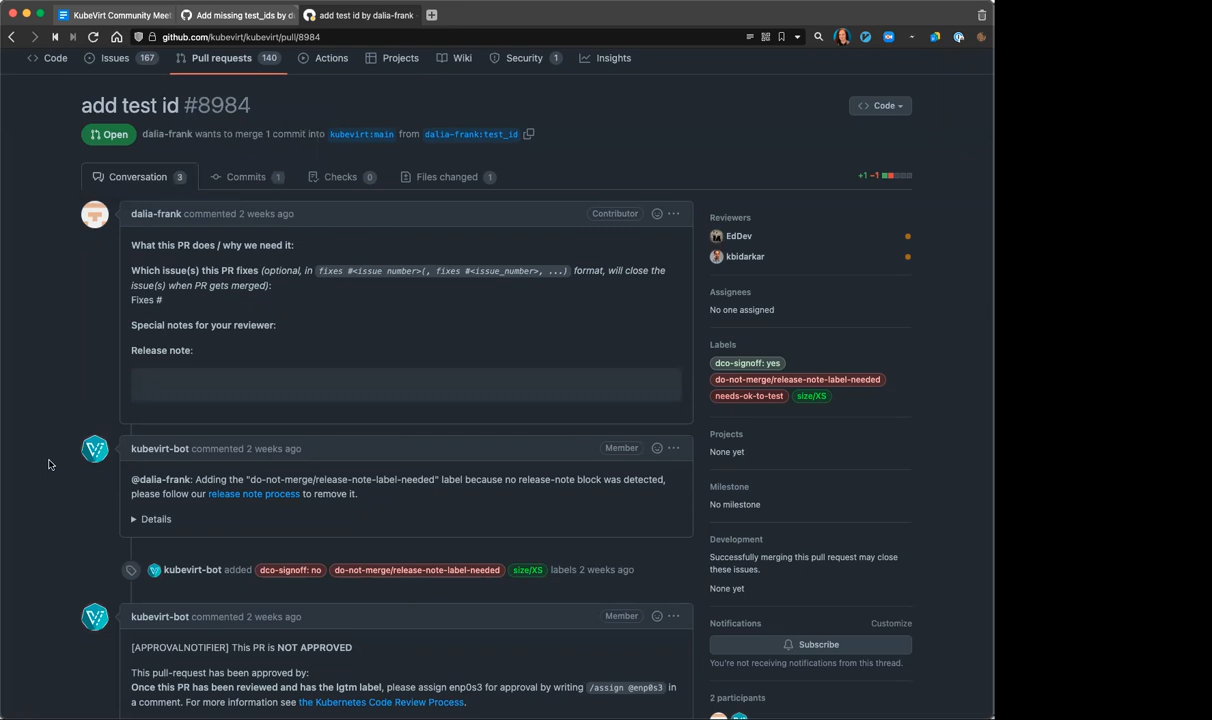 KubeVirt Community Meet
Add missing test_ids by d
add test id by dalia-frank
github.com/kubevirt/kubevirt/pull/8984
Code
Issues 167
Pull requests 140
Actions
Projects
Wiki
Security 1
Insights
add test id #8984
Code
Open
dalia-frank wants to merge 1 commit into kubevirt:main from dalia-frank:test_id
Conversation 3
Commits 1
Checks 0
Files changed 1
+1 −1
dalia-frank commented 2 weeks ago
Contributor
What this PR does / why we need it:
Which issue(s) this PR fixes (optional, in fixes #<issue number>(, fixes #<issue_number>, ...) format, will close the
issue(s) when PR gets merged):
Fixes #
Special notes for your reviewer:
Release note:
kubevirt-bot commented 2 weeks ago
Member
@dalia-frank: Adding the "do-not-merge/release-note-label-needed" label because no release-note block was detected,
please follow our release note process to remove it.
Details
kubevirt-bot added dco-signoff: no do-not-merge/release-note-label-needed size/XS labels 2 weeks ago
kubevirt-bot commented 2 weeks ago
Member
[APPROVALNOTIFIER] This PR is NOT APPROVED
This pull-request has been approved by:
Once this PR has been reviewed and has the lgtm label, please assign enp0s3 for approval by writing /assign @enp0s3 in
a comment. For more information see the Kubernetes Code Review Process.
Reviewers
EdDev
kbidarkar
Assignees
No one assigned
Labels
dco-signoff: yes
do-not-merge/release-note-label-needed
needs-ok-to-test size/XS
Projects
None yet
Milestone
No milestone
Development
Successfully merging this pull request may close
these issues.
None yet
Notifications
Customize
Subscribe
You're not receiving notifications from this thread.
2 participants